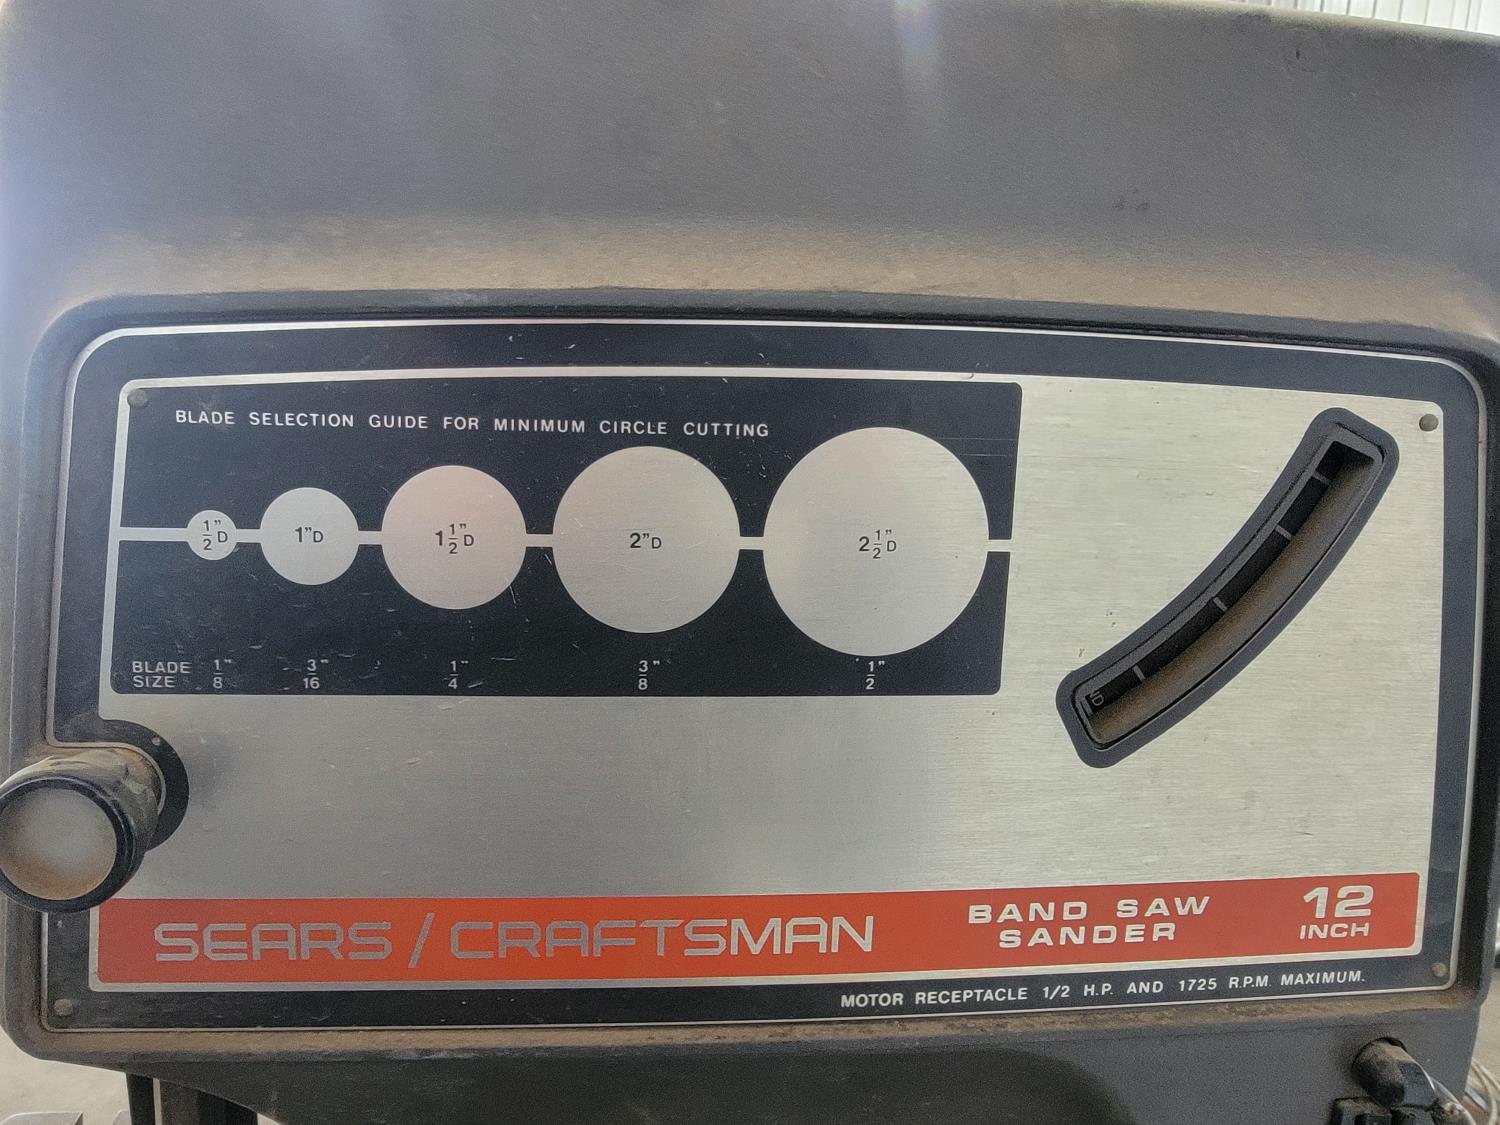 BLADE SELECTION GUIDE FOR MINIMUM CIRCLE CUTTING
1/2"D 1"D 1 1/2"D 2"D 2 1/2"D
BLADE SIZE 1/8" 3/16" 1/4" 3/8" 1/2"
SEARS / CRAFTSMAN
BAND SAW
SANDER
12
INCH
MOTOR RECEPTACLE 1/2 H.P. AND 1725 R.P.M. MAXIMUM.